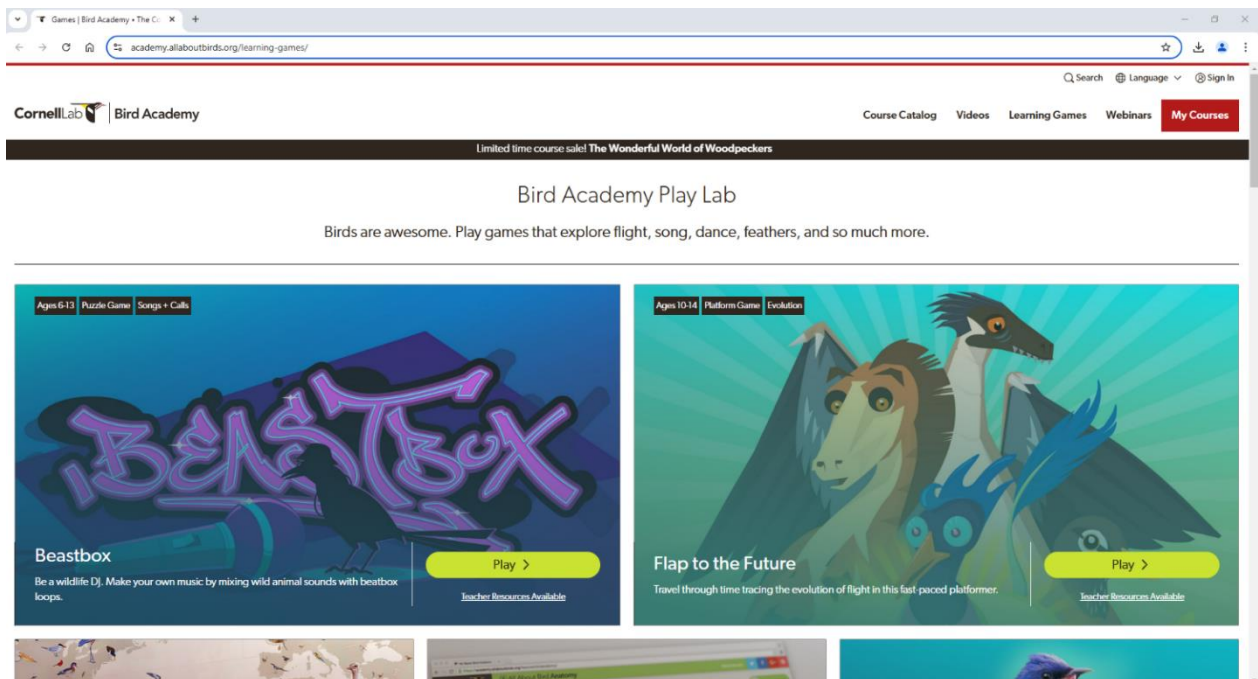 Games | Bird Academy • The Co
academy.allaboutbirds.org/learning-games/
Search Language Sign In
CornellLab Bird Academy
Course Catalog Videos Learning Games Webinars My Courses
Limited time course sale! The Wonderful World of Woodpeckers
Bird Academy Play Lab
Birds are awesome. Play games that explore flight, song, dance, feathers, and so much more.
Ages 6-13 Puzzle Game Songs + Calls
BEASTBOX
Beastbox
Be a wildlife DJ. Make your own music by mixing wild animal sounds with beatbox
loops.
Play >
Teacher Resources Available
Ages 10-14 Platform Game Evolution
Flap to the Future
Travel through time tracing the evolution of flight in this fast-paced platformer.
Play >
Teacher Resources Available
All About Bird Anatomy